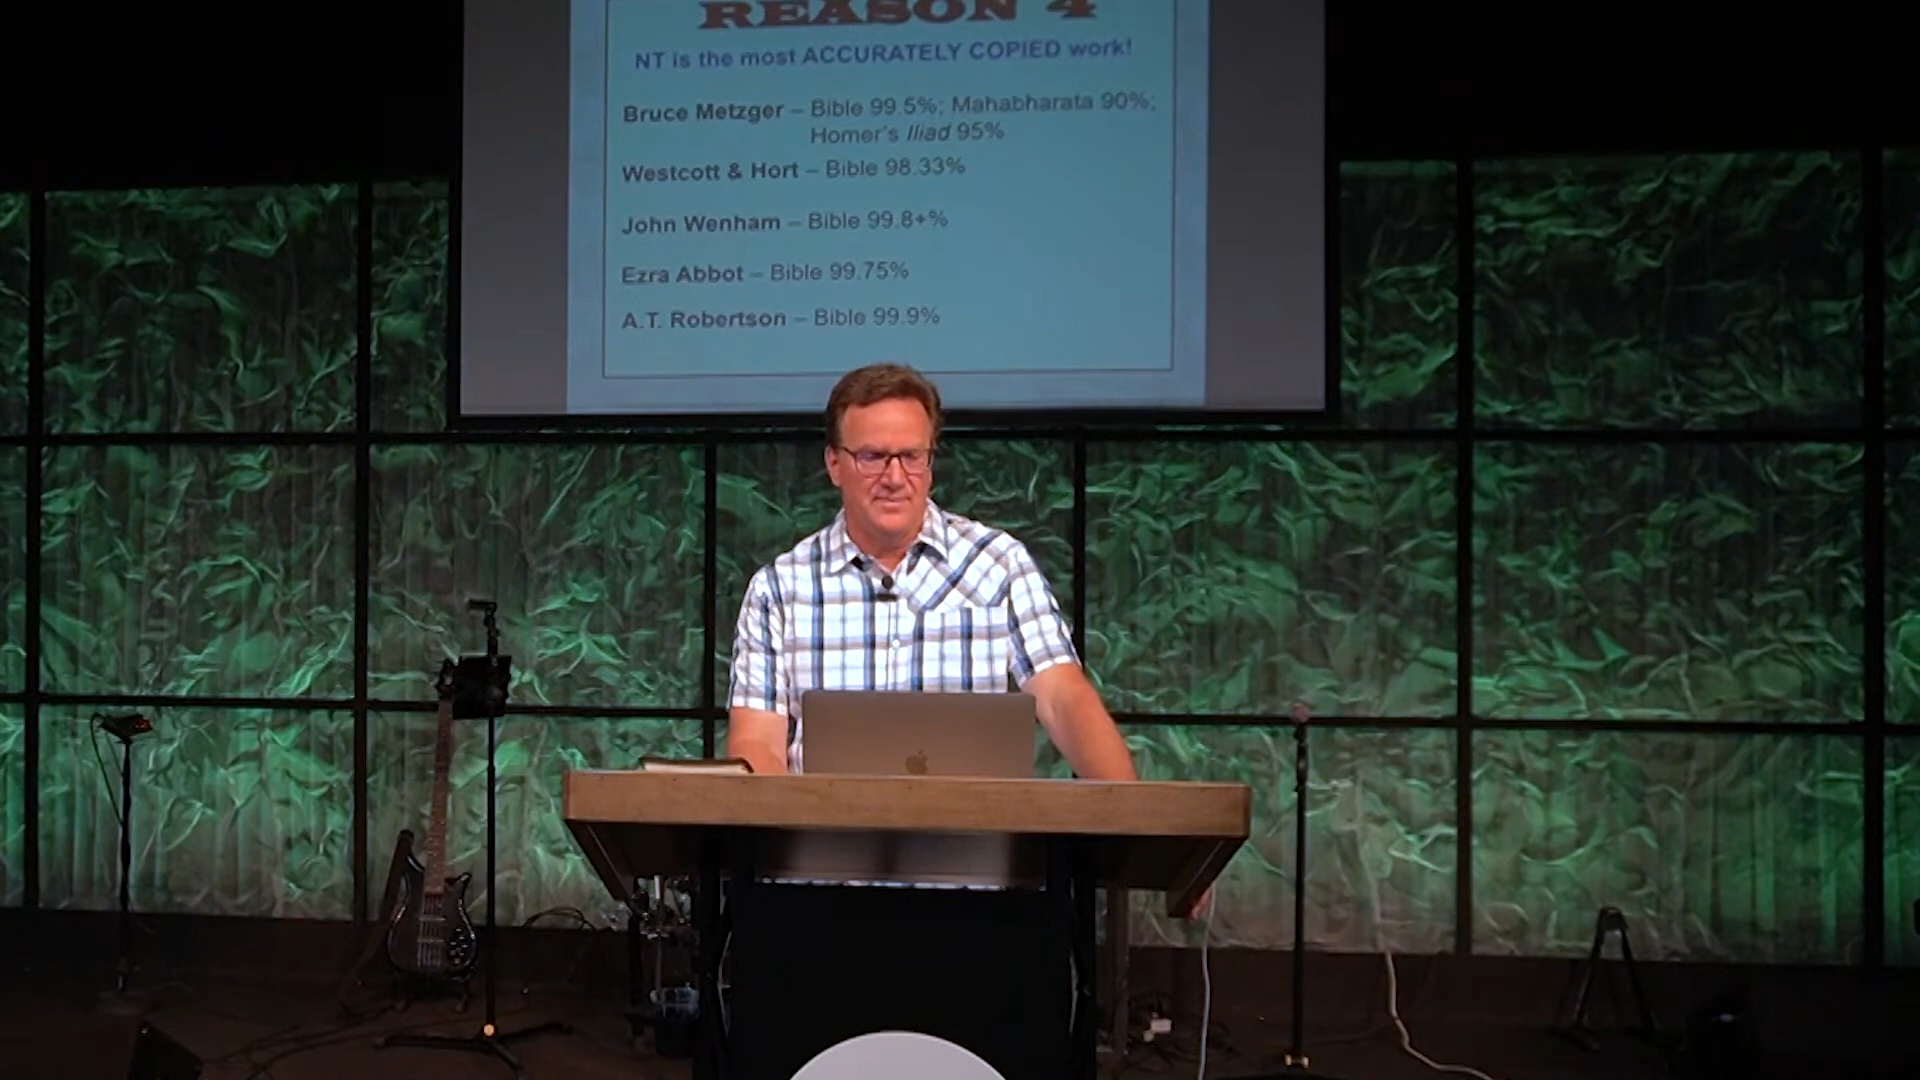 REASON 4
NT is the most ACCURATELY COPIED work!
Bruce Metzger – Bible 99.5%; Mahabharata 90%;
Homer's Iliad 95%
Westcott & Hort – Bible 98.33%
John Wenham – Bible 99.8+%
Ezra Abbot – Bible 99.75%
A.T. Robertson – Bible 99.9%